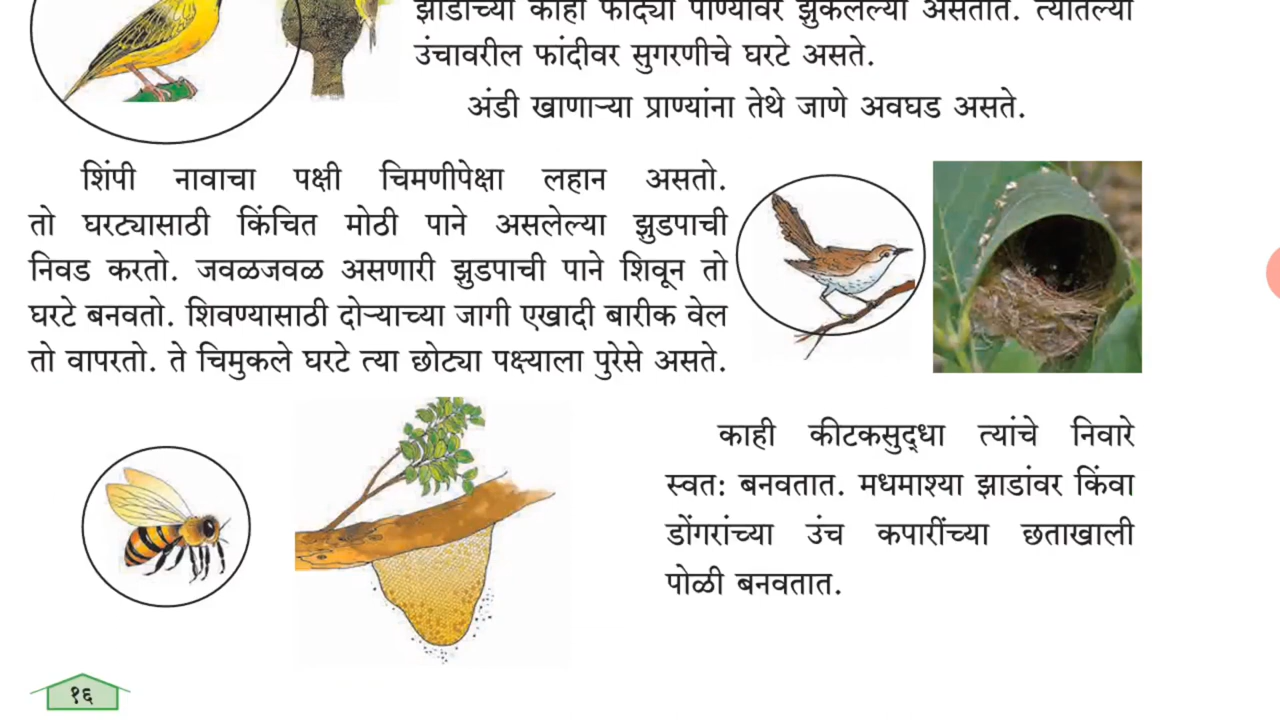 झाडांच्या काही फांद्या पाण्यावर झुकलेल्या असतात. त्यातल्या
उंचावरील फांदीवर सुगरणीचे घरटे असते.
अंडी खाणाऱ्या प्राण्यांना तेथे जाणे अवघड असते.
शिंपी नावाचा पक्षी चिमणीपेक्षा लहान असतो.
तो घरट्यासाठी किंचित मोठी पाने असलेल्या झुडपाची
निवड करतो. जवळजवळ असणारी झुडपाची पाने शिवून तो
घरटे बनवतो. शिवण्यासाठी दोऱ्याच्या जागी एखादी बारीक वेल
तो वापरतो. ते चिमुकले घरटे त्या छोट्या पक्ष्याला पुरेसे असते.
काही कीटकसुद्धा त्यांचे निवारे
स्वतः बनवतात. मधमाश्या झाडांवर किंवा
डोंगरांच्या उंच कपारींच्या छताखाली
पोळी बनवतात.
१६